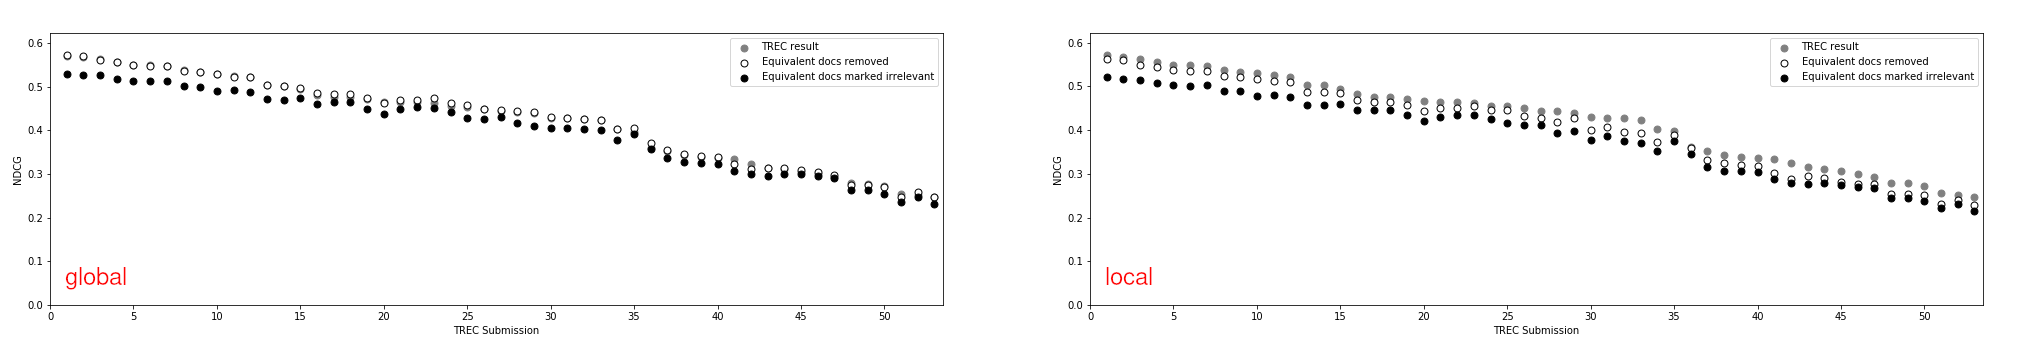 0.6
0.5
0.4
0.3
0.2
0.1
0.0
NDCG
TREC result
Equivalent docs removed
Equivalent docs marked irrelevant
global
0 5 10 15 20 25 30 35 40 45 50
TREC Submission
0.6
0.5
0.4
0.3
0.2
0.1
0.0
NDCG
TREC result
Equivalent docs removed
Equivalent docs marked irrelevant
local
0 5 10 15 20 25 30 35 40 45 50
TREC Submission